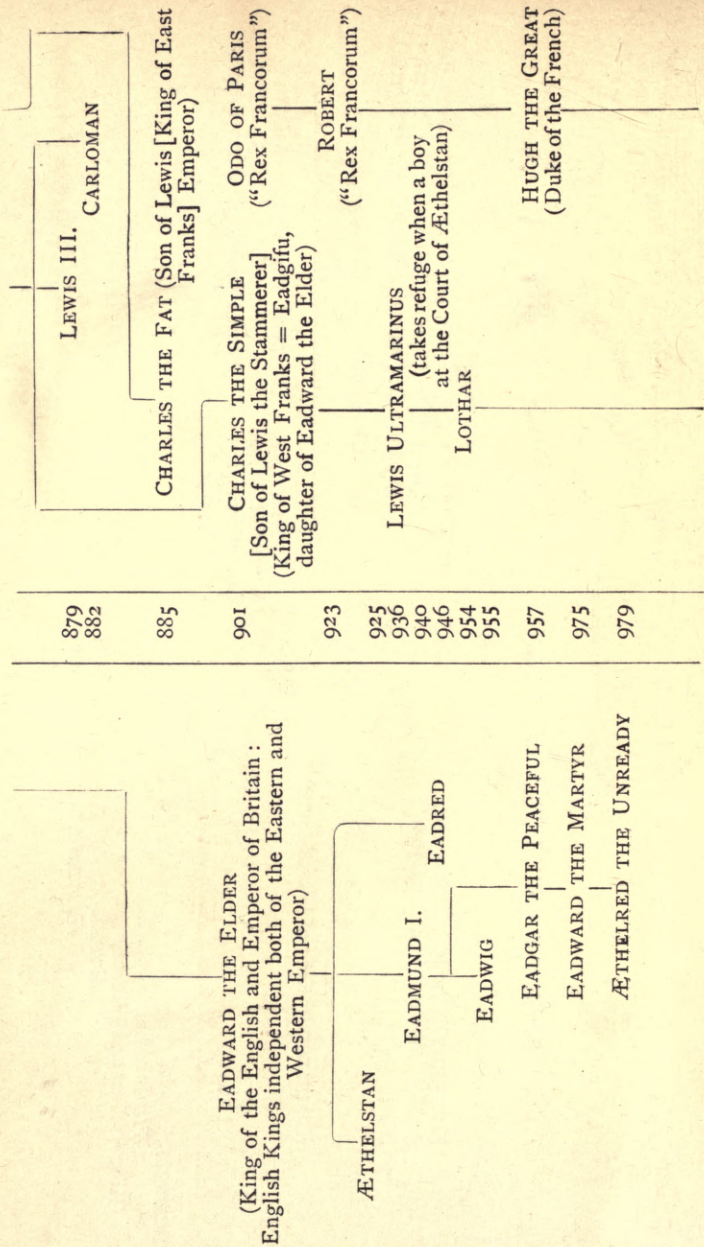 EADWARD THE ELDER
(King of the English and Emperor of Britain :
English Kings independent both of the Eastern and
Western Emperor)
ÆTHELSTAN
EADMUND I.
EADRED
EADWIG
EADGAR THE PEACEFUL
EADWARD THE MARTYR
ÆTHELRED THE UNREADY
879
882
885
901
923
925
936
940
946
954
955
957
975
979
LEWIS III.
CARLOMAN
CHARLES THE FAT (Son of Lewis [King of East
Franks] Emperor)
CHARLES THE SIMPLE
[Son of Lewis the Stammerer]
(King of West Franks = Eadgifu,
daughter of Eadward the Elder)
ODO OF PARIS
("Rex Francorum")
ROBERT
("Rex Francorum")
LEWIS ULTRAMARINUS
(takes refuge when a boy
at the Court of Æthelstan)
LOTHAR
HUGH THE GREAT
(Duke of the French)